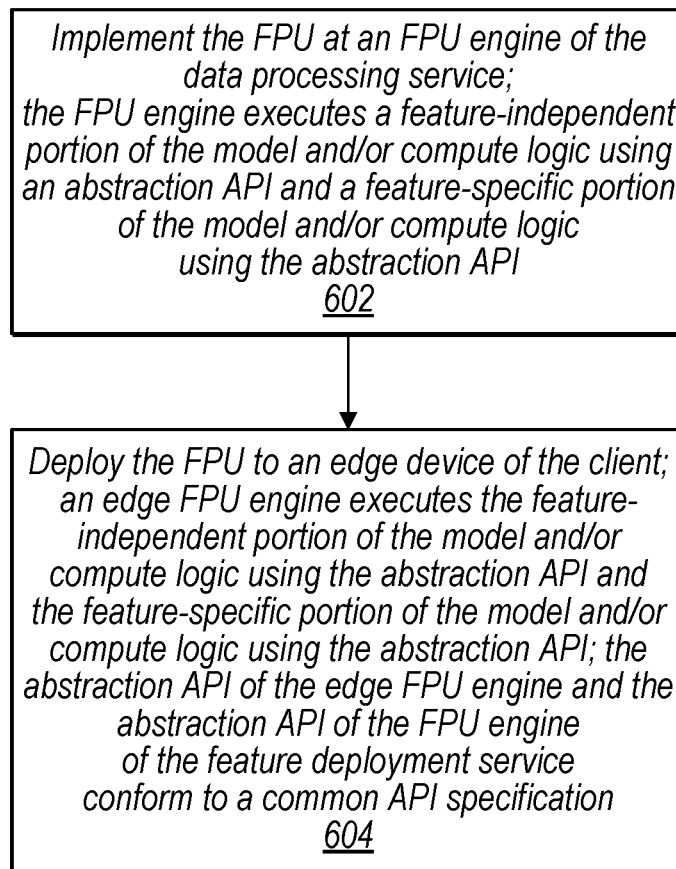 Implement the FPU at an FPU engine of the
data processing service;
the FPU engine executes a feature-independent
portion of the model and/or compute logic using
an abstraction API and a feature-specific portion
of the model and/or compute logic
using the abstraction API
602
Deploy the FPU to an edge device of the client;
an edge FPU engine executes the feature-
independent portion of the model and/or
compute logic using the abstraction API and
the feature-specific portion of the model and/or
compute logic using the abstraction API; the
abstraction API of the edge FPU engine and the
abstraction API of the FPU engine
of the feature deployment service
conform to a common API specification
604